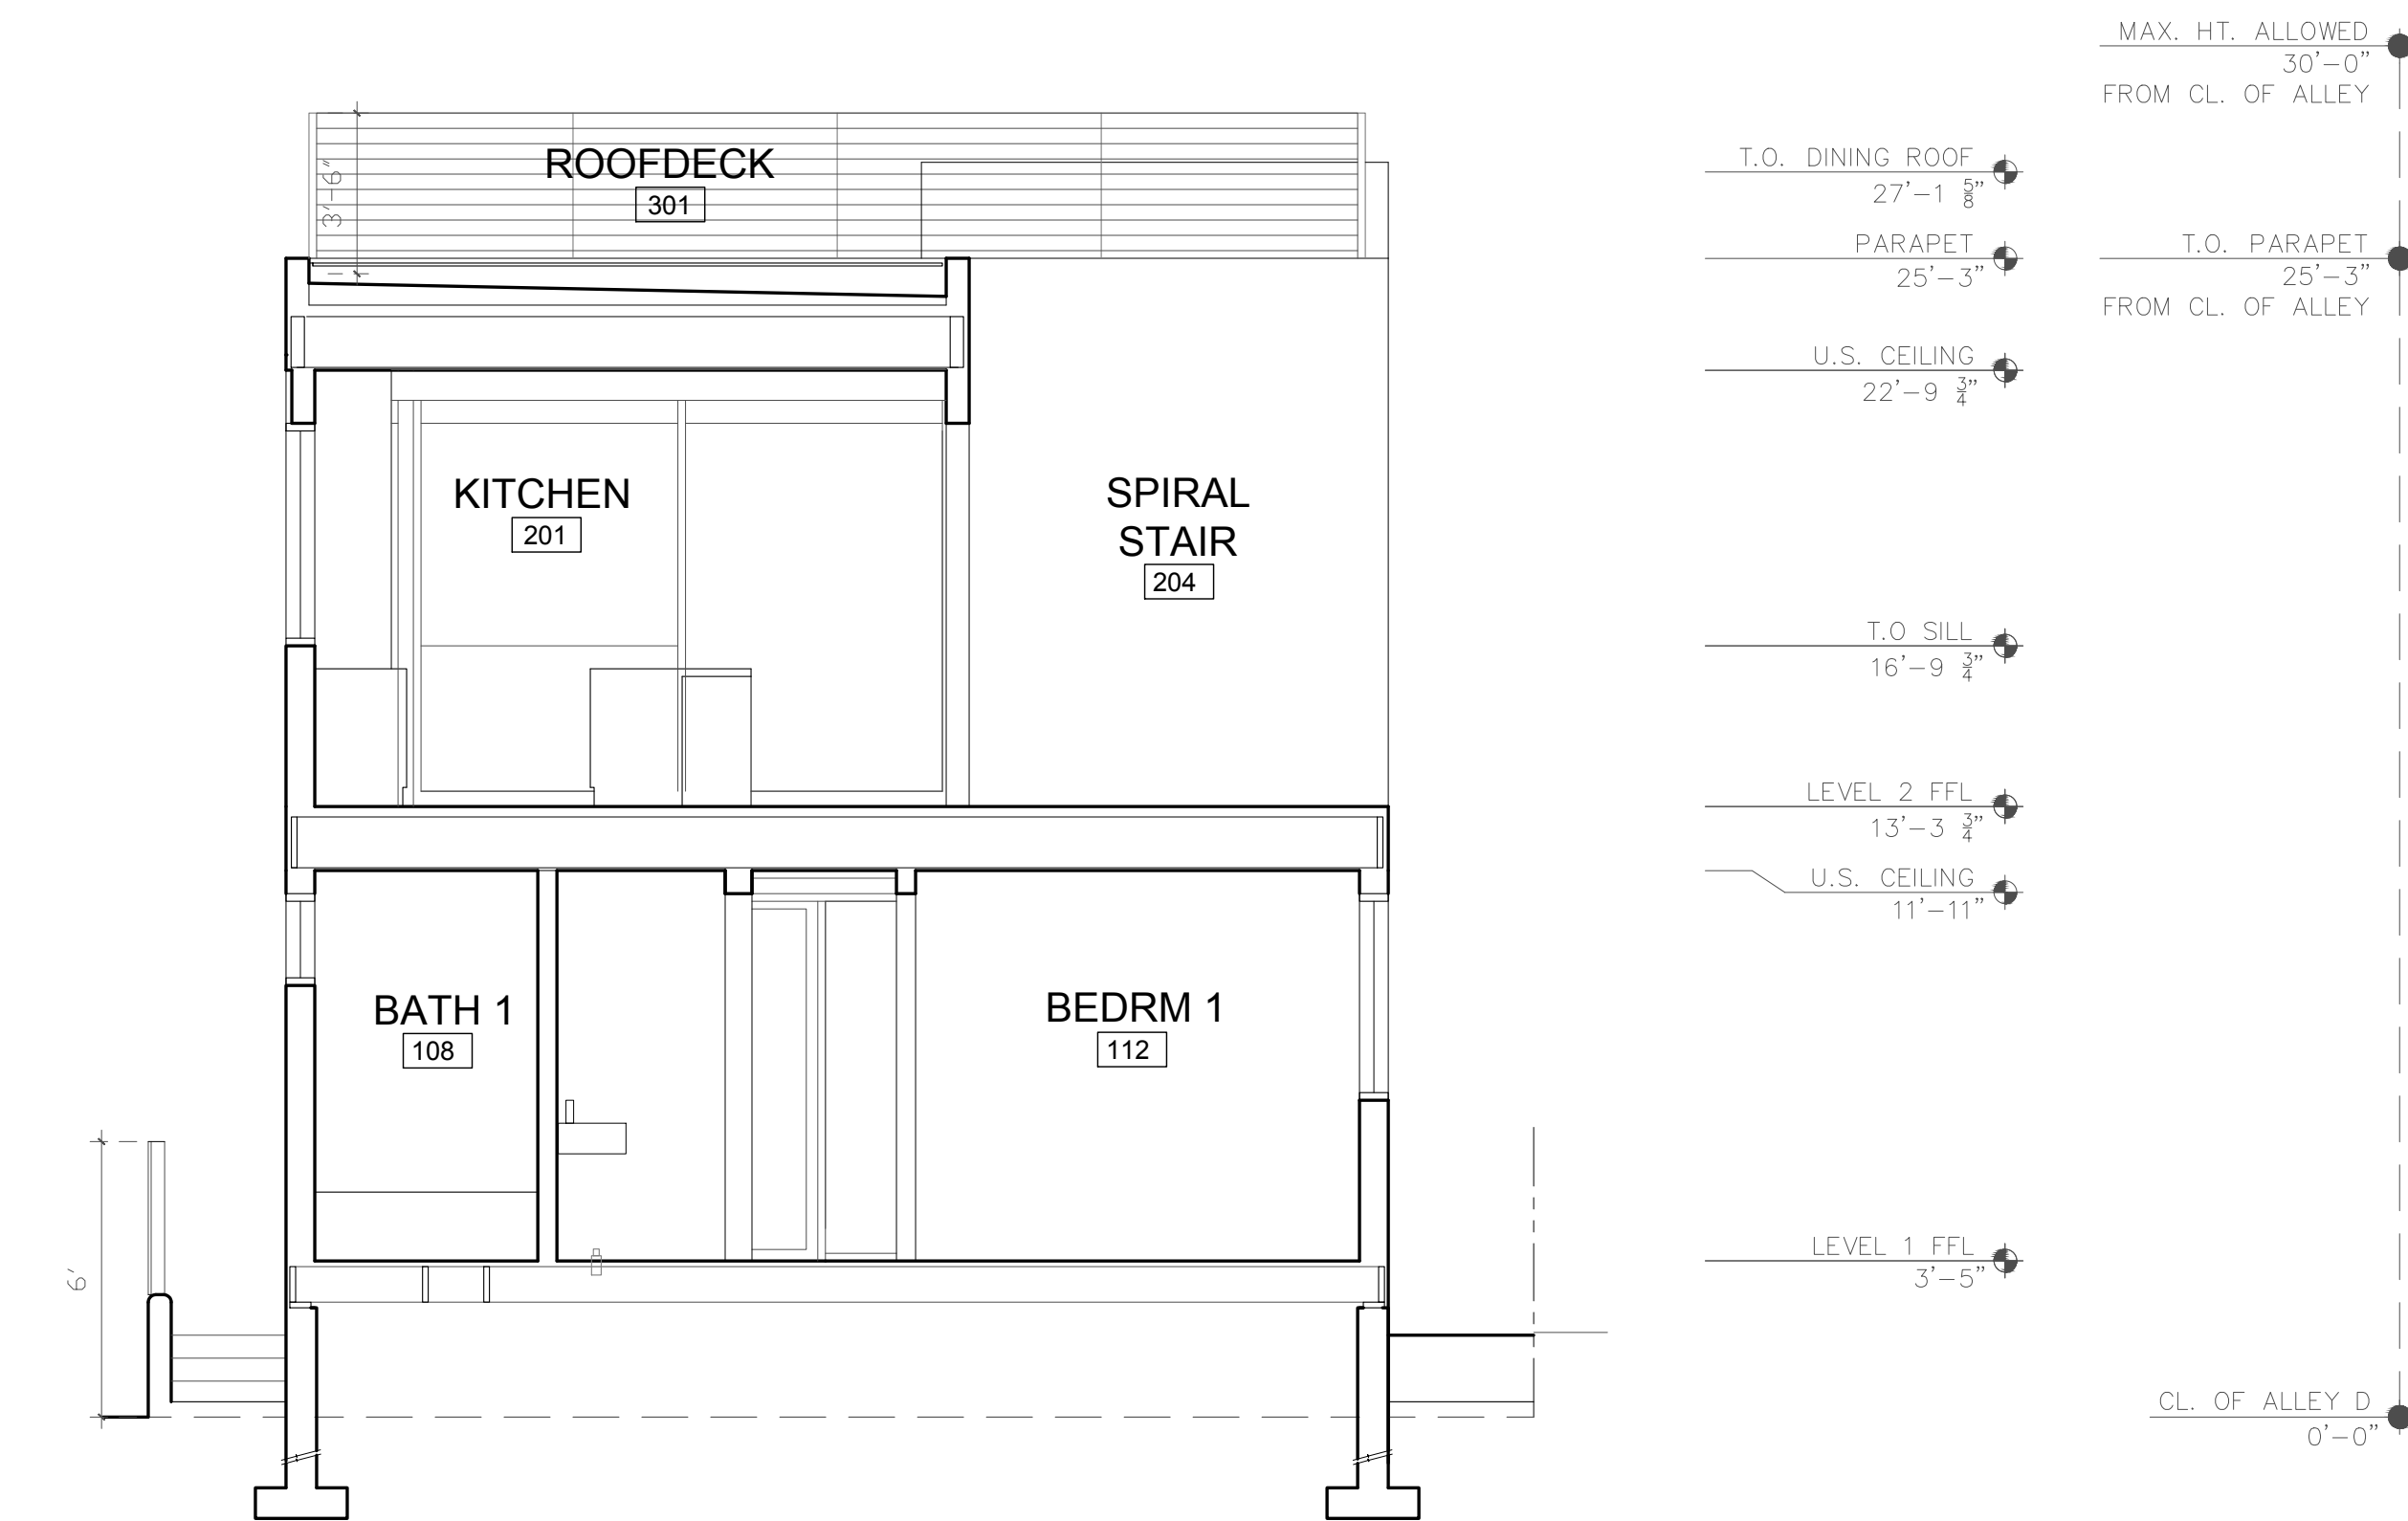 MAX. HT. ALLOWED
30'-0"
FROM CL. OF ALLEY
ROOFDECK
301
3'-6"
T.O. DINING ROOF
27'-1 5/8"
PARAPET
25'-3"
T.O. PARAPET
25'-3"
FROM CL. OF ALLEY
U.S. CEILING
22'-9 3/4"
KITCHEN
201
SPIRAL
STAIR
204
T.O SILL
16'-9 3/4"
LEVEL 2 FFL
13'-3 3/4"
U.S. CEILING
11'-11"
BATH 1
108
BEDRM 1
112
6'
LEVEL 1 FFL
3'-5"
CL. OF ALLEY D
0'-0"